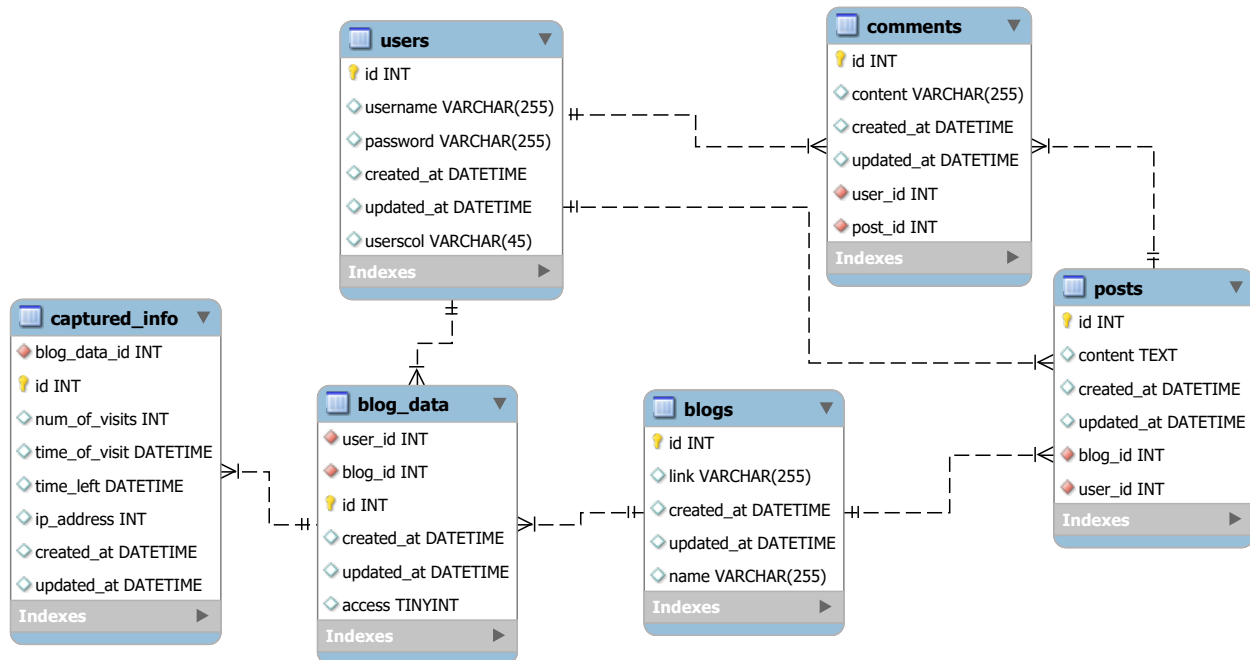 users
id INT
username VARCHAR(255)
password VARCHAR(255)
created_at DATETIME
updated_at DATETIME
userscol VARCHAR(45)
Indexes
comments
id INT
content VARCHAR(255)
created_at DATETIME
updated_at DATETIME
user_id INT
post_id INT
Indexes
captured_info
blog_data_id INT
id INT
num_of_visits INT
time_of_visit DATETIME
time_left DATETIME
ip_address INT
created_at DATETIME
updated_at DATETIME
Indexes
blog_data
user_id INT
blog_id INT
id INT
created_at DATETIME
updated_at DATETIME
access TINYINT
Indexes
blogs
id INT
link VARCHAR(255)
created_at DATETIME
updated_at DATETIME
name VARCHAR(255)
Indexes
posts
id INT
content TEXT
created_at DATETIME
updated_at DATETIME
blog_id INT
user_id INT
Indexes